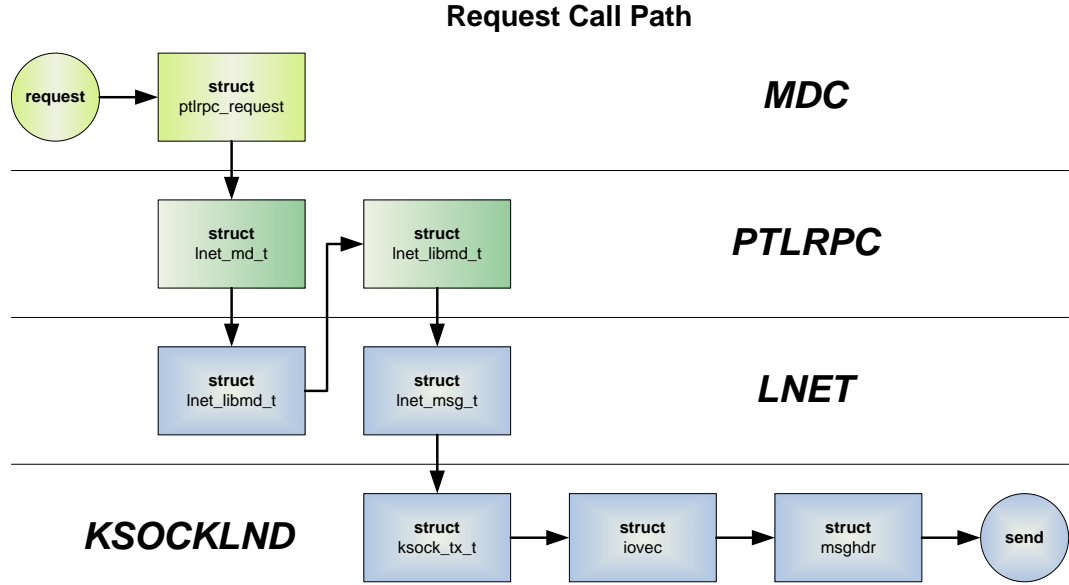 Request Call Path
request
struct
ptlrpc_request
MDC
struct
lnet_md_t
struct
lnet_libmd_t
PTLRPC
struct
lnet_libmd_t
struct
lnet_msg_t
LNET
KSOCKLND
struct
ksock_tx_t
struct
iovec
struct
msghdr
send